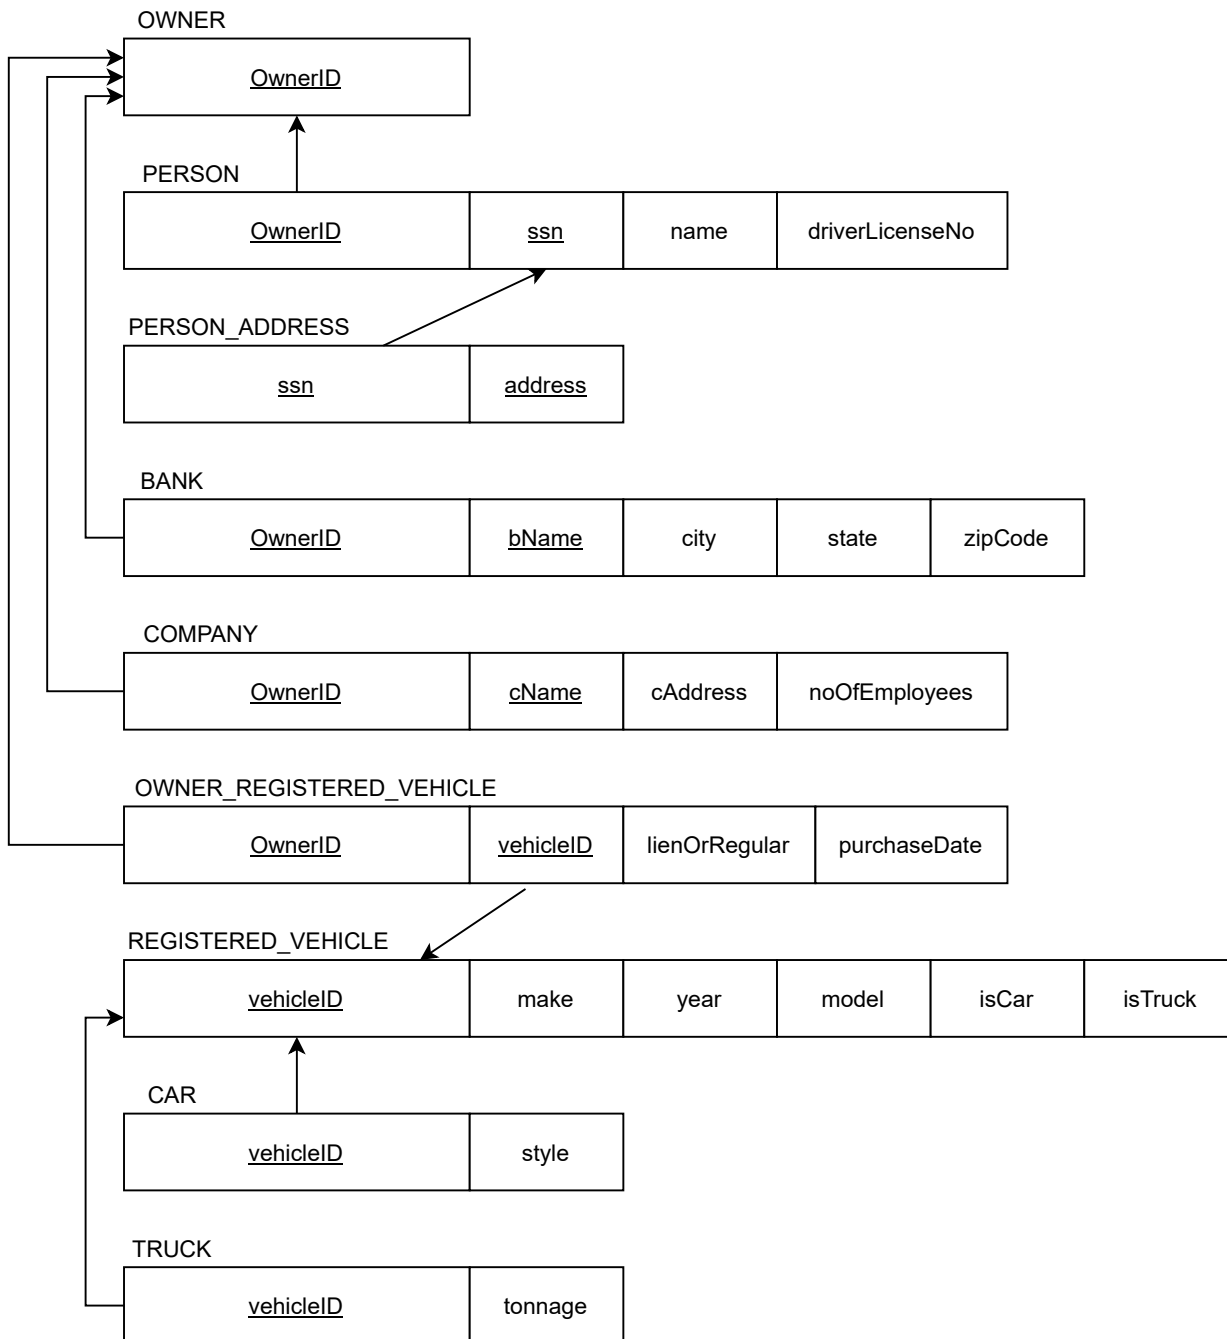 OWNER
OwnerID
PERSON
OwnerID ssn name driverLicenseNo
PERSON_ADDRESS
ssn address
BANK
OwnerID bName city state zipCode
COMPANY
OwnerID cName cAddress noOfEmployees
OWNER_REGISTERED_VEHICLE
OwnerID vehicleID lienOrRegular purchaseDate
REGISTERED_VEHICLE
vehicleID make year model isCar isTruck
CAR
vehicleID style
TRUCK
vehicleID tonnage